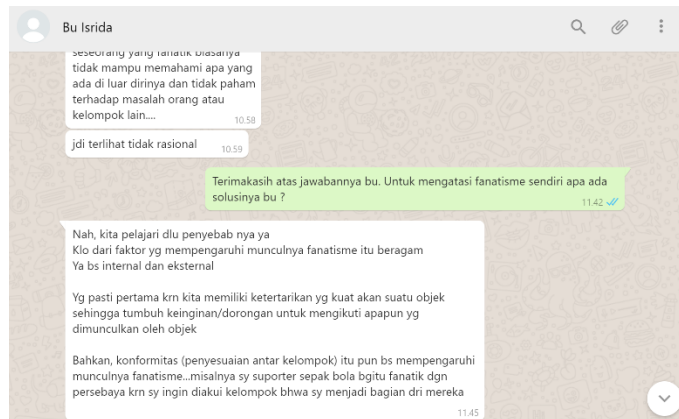 Bu Isrida
seseorang yang fanatik biasanya
tidak mampu memahami apa yang
ada di luar dirinya dan tidak paham
terhadap masalah orang atau
kelompok lain....
10.58
jdi terlihat tidak rasional
10.59
Terimakasih atas jawabannya bu. Untuk mengatasi fanatisme sendiri apa ada
solusinya bu ?
11.42
Nah, kita pelajari dlu penyebab nya ya
Klo dari faktor yg mempengaruhi munculnya fanatisme itu beragam
Ya bs internal dan eksternal
Yg pasti pertama krn kita memiliki ketertarikan yg kuat akan suatu objek
sehingga tumbuh keinginan/dorongan untuk mengikuti apapun yg
dimunculkan oleh objek
Bahkan, konformitas (penyesuaian antar kelompok) itu pun bs mempengaruhi
munculnya fanatisme...misalnya sy suporter sepak bola bgitu fanatik dgn
persebaya krn sy ingin diakui kelompok bhwa sy menjadi bagian dri mereka
11.45